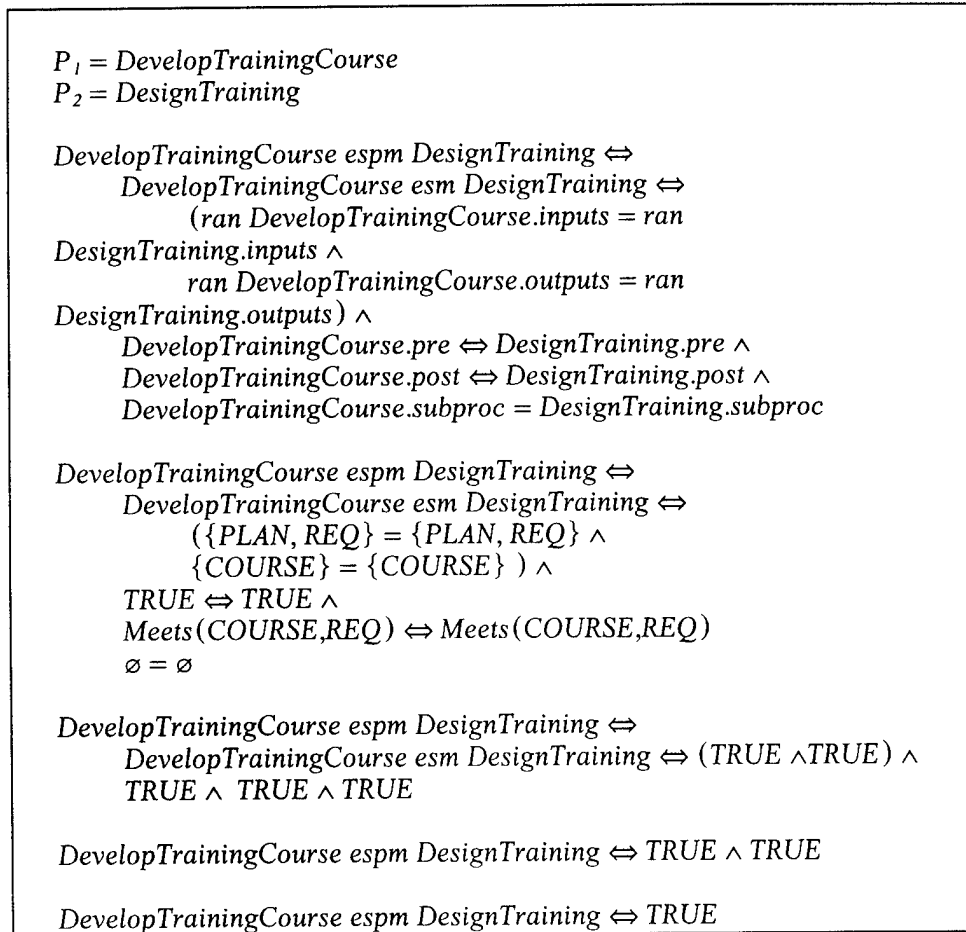 P₁ = DevelopTrainingCourse
P₂ = DesignTraining
DevelopTrainingCourse espm DesignTraining ⇔
DevelopTrainingCourse esm DesignTraining ⇔
(ran DevelopTrainingCourse.inputs = ran
DesignTraining.inputs ∧
ran DevelopTrainingCourse.outputs = ran
DesignTraining.outputs) ∧
DevelopTrainingCourse.pre ⇔ DesignTraining.pre ∧
DevelopTrainingCourse.post ⇔ DesignTraining.post ∧
DevelopTrainingCourse.subproc = DesignTraining.subproc
DevelopTrainingCourse espm DesignTraining ⇔
DevelopTrainingCourse esm DesignTraining ⇔
({PLAN, REQ} = {PLAN, REQ} ∧
{COURSE} = {COURSE} ) ∧
TRUE ⇔ TRUE ∧
Meets(COURSE,REQ) ⇔ Meets(COURSE,REQ)
∅ = ∅
DevelopTrainingCourse espm DesignTraining ⇔
DevelopTrainingCourse esm DesignTraining ⇔ (TRUE ∧TRUE) ∧
TRUE ∧ TRUE ∧ TRUE
DevelopTrainingCourse espm DesignTraining ⇔ TRUE ∧ TRUE
DevelopTrainingCourse espm DesignTraining ⇔ TRUE